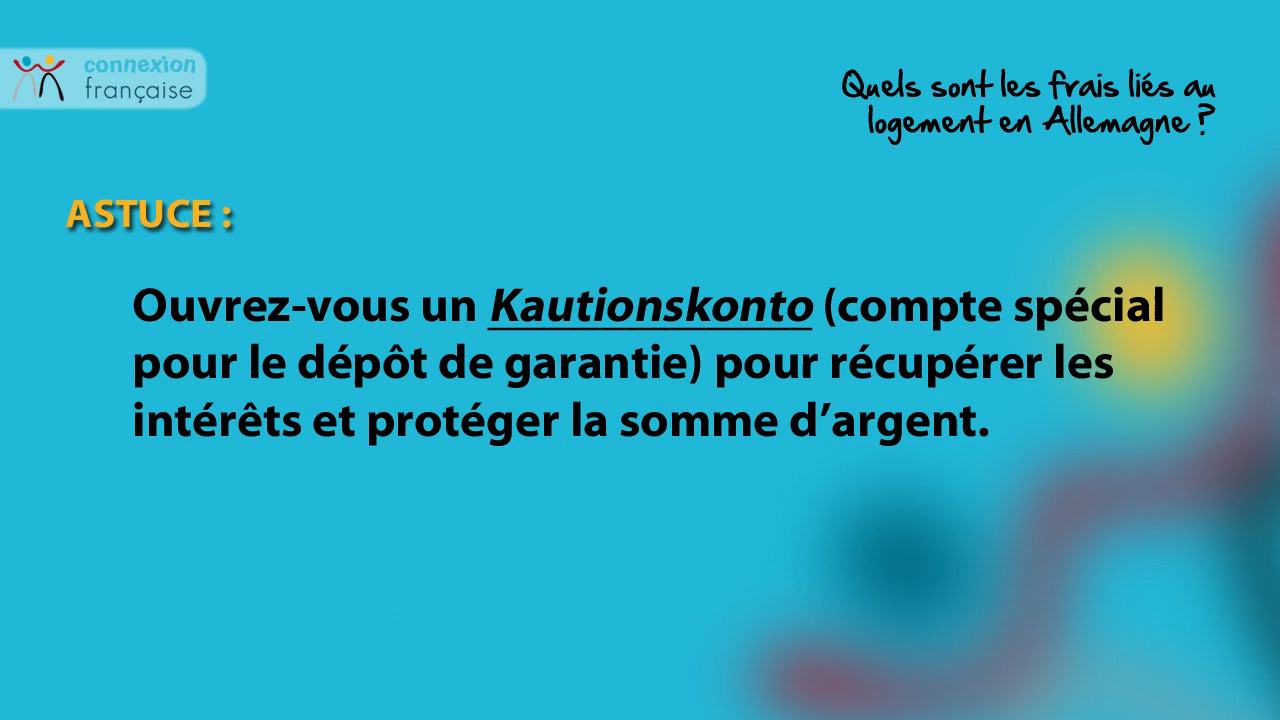 connexion
française
Quels sont les frais liés au
logement en Allemagne ?
ASTUCE :
Ouvrez-vous un Kautionskonto (compte spécial
pour le dépôt de garantie) pour récupérer les
intérêts et protéger la somme d’argent.